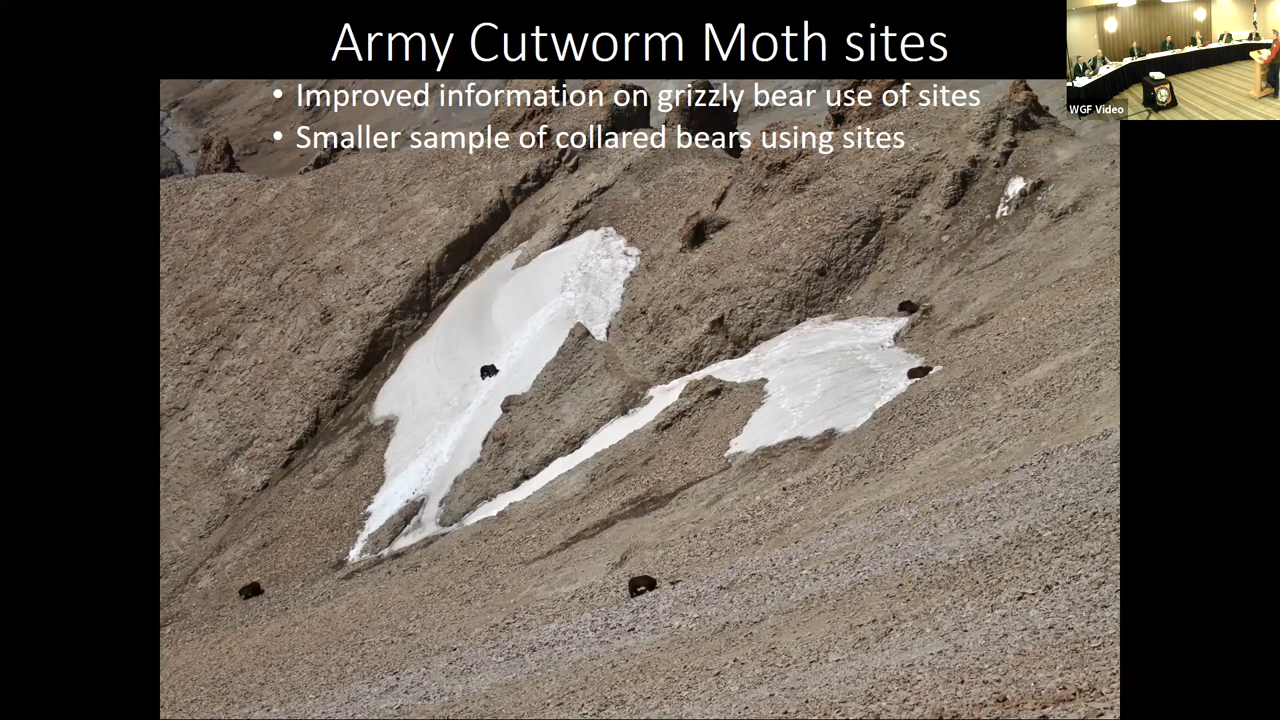 Army Cutworm Moth sites
• Improved information on grizzly bear use of sites
• Smaller sample of collared bears using sites
WGF Video